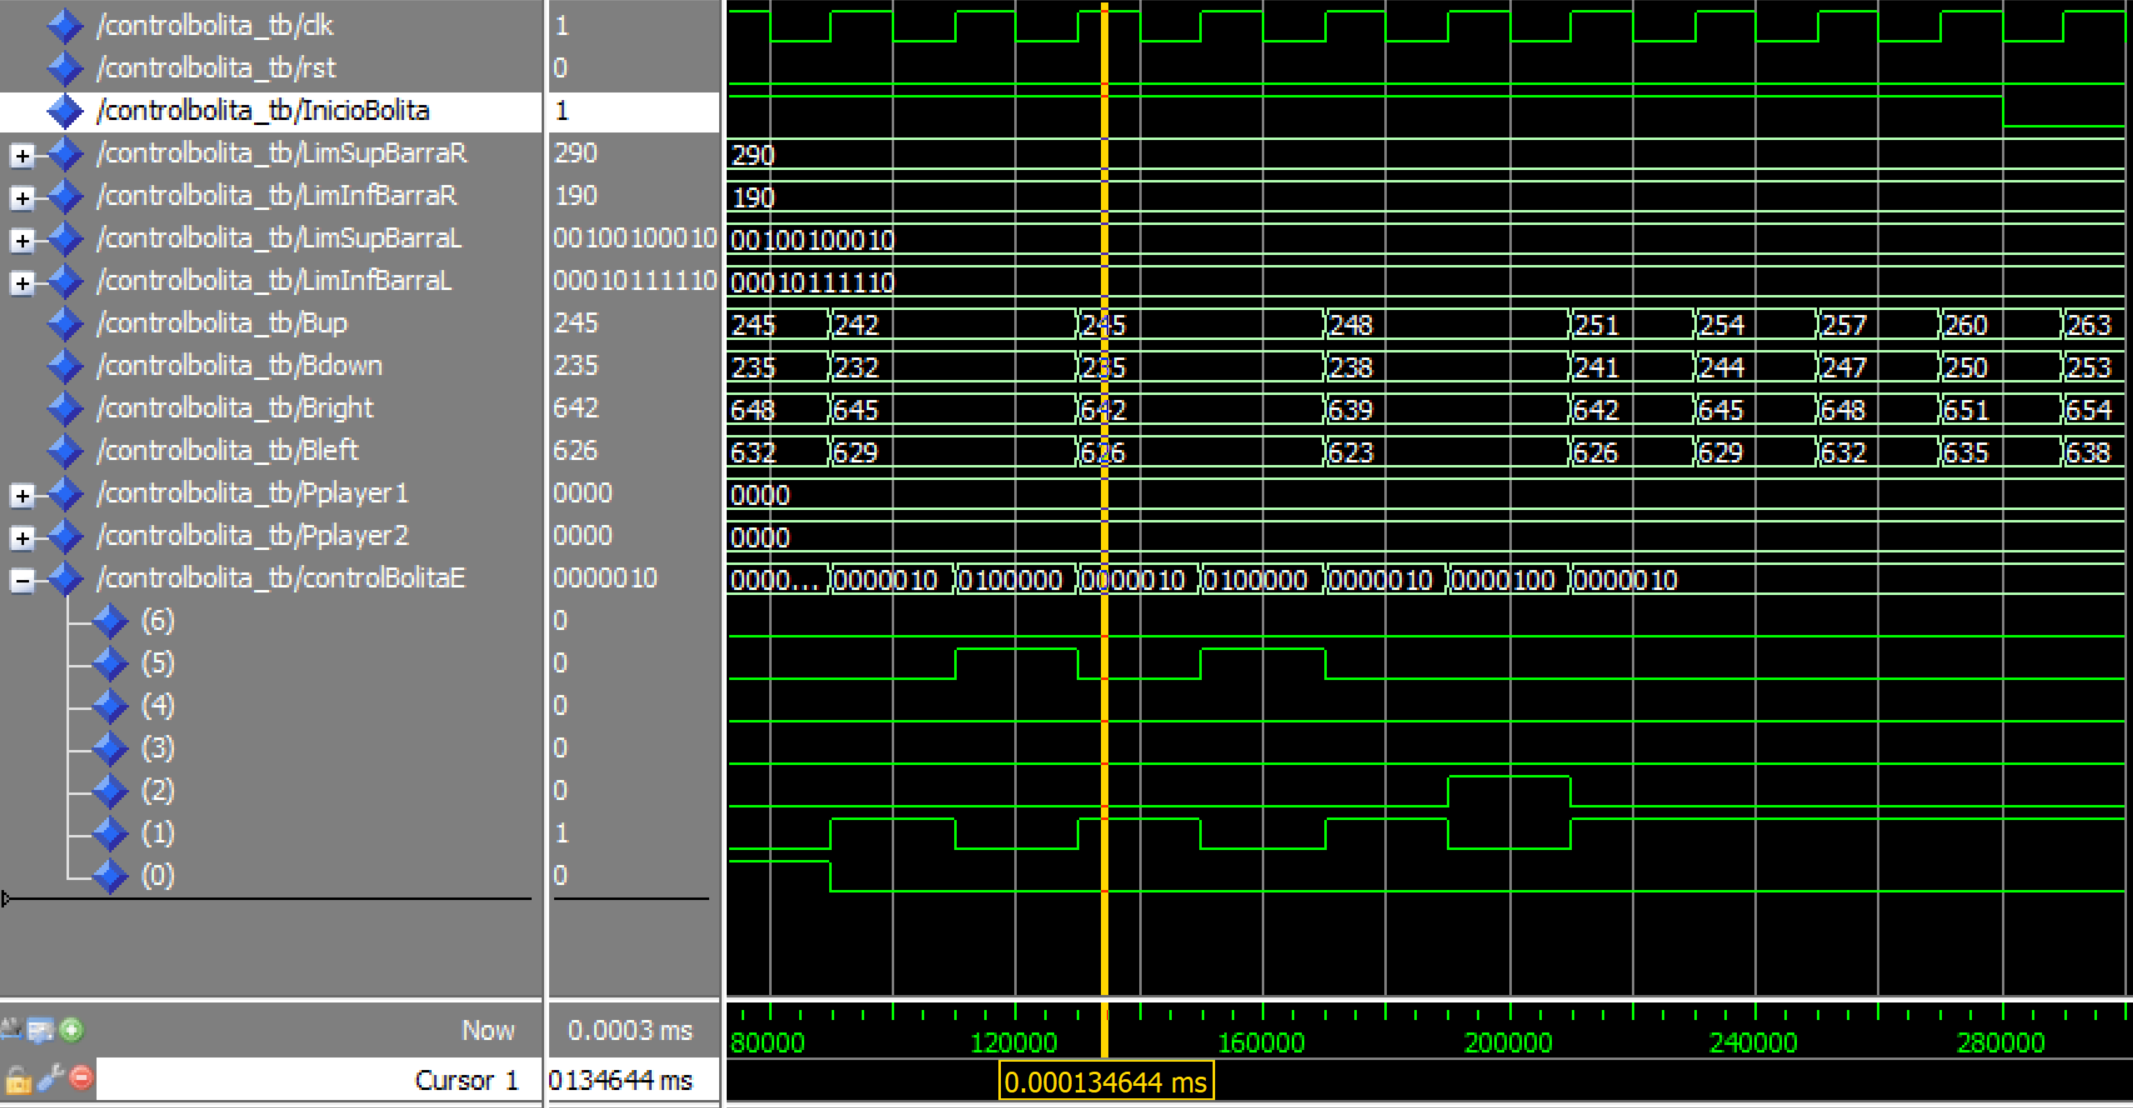 /controlbolita_tb/clk 1
/controlbolita_tb/rst 0
/controlbolita_tb/InicioBolita 1
/controlbolita_tb/LimSupBarraR 290 290
/controlbolita_tb/LimInfBarraR 190 190
/controlbolita_tb/LimSupBarraL 00100100010 00100100010
/controlbolita_tb/LimInfBarraL 00010111110 00010111110
/controlbolita_tb/Bup 245 245 242 245 248 251 254 257 260 263
/controlbolita_tb/Bdown 235 235 232 235 238 241 244 247 250 253
/controlbolita_tb/Bright 642 648 645 642 639 642 645 648 651 654
/controlbolita_tb/Bleft 626 632 629 626 623 626 629 632 635 638
/controlbolita_tb/Pplayer1 0000 0000
/controlbolita_tb/Pplayer2 0000 0000
/controlbolita_tb/controlBolitaE 0000010 0000... 0000010 0100000 0000010 0100000 0000010 0000100 0000010
(6) 0
(5) 0
(4) 0
(3) 0
(2) 0
(1) 1
(0) 0
Now 0.0003 ms 80000 120000 160000 200000 240000 280000
Cursor 1 0134644 ms 0.000134644 ms